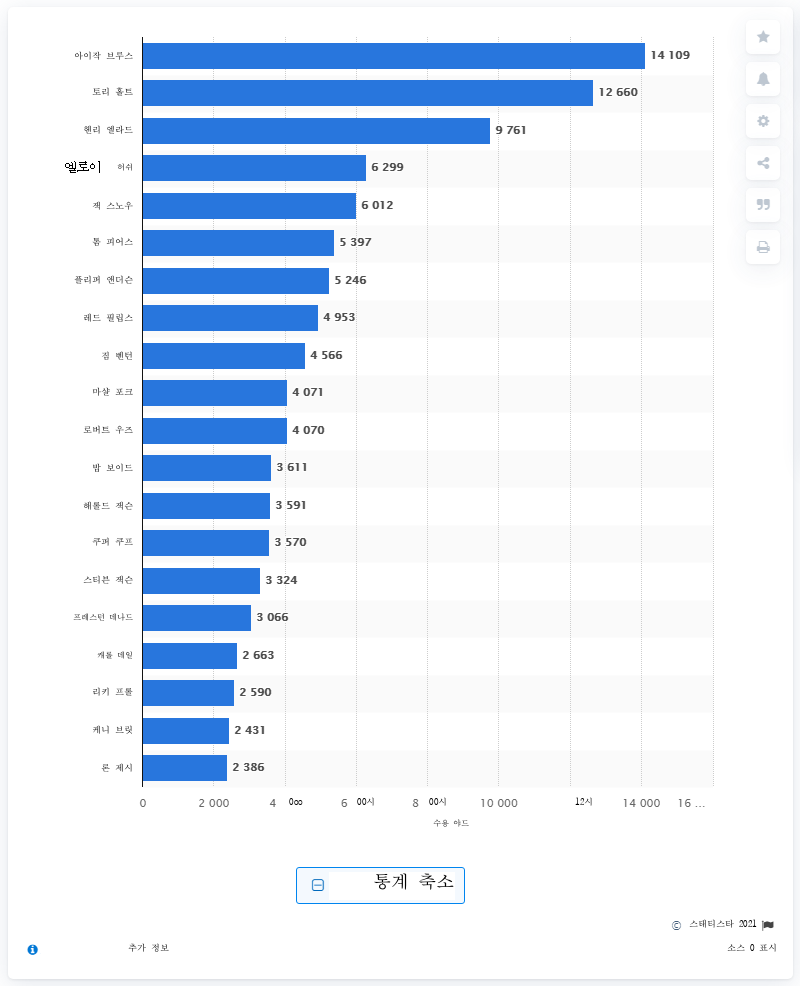 아이작 브루스 14 109
토리 홀트 12 660
헨리 엘라드 9 761
엘로이 허쉬 6 299
잭 스노우 6 012
톰 피어스 5 397
플리퍼 앤더슨 5 246
레드 필립스 4 953
짐 벤턴 4 566
마샬 포크 4 071
로버트 우즈 4 070
밥 보이드 3 611
해롤드 잭슨 3 591
쿠퍼 쿠프 3 570
스티븐 잭슨 3 324
프레스턴 데나드 3 066
캐롤 데일 2 663
리키 프롤 2 590
케니 브릿 2 431
론 제시 2 386
0 2 000 4 6 00시 8 00시 10 000 12시 14 000 16 ...
수용 야드
통계 축소
© 스태티스타 2021
추가 정보 소스 0 표시